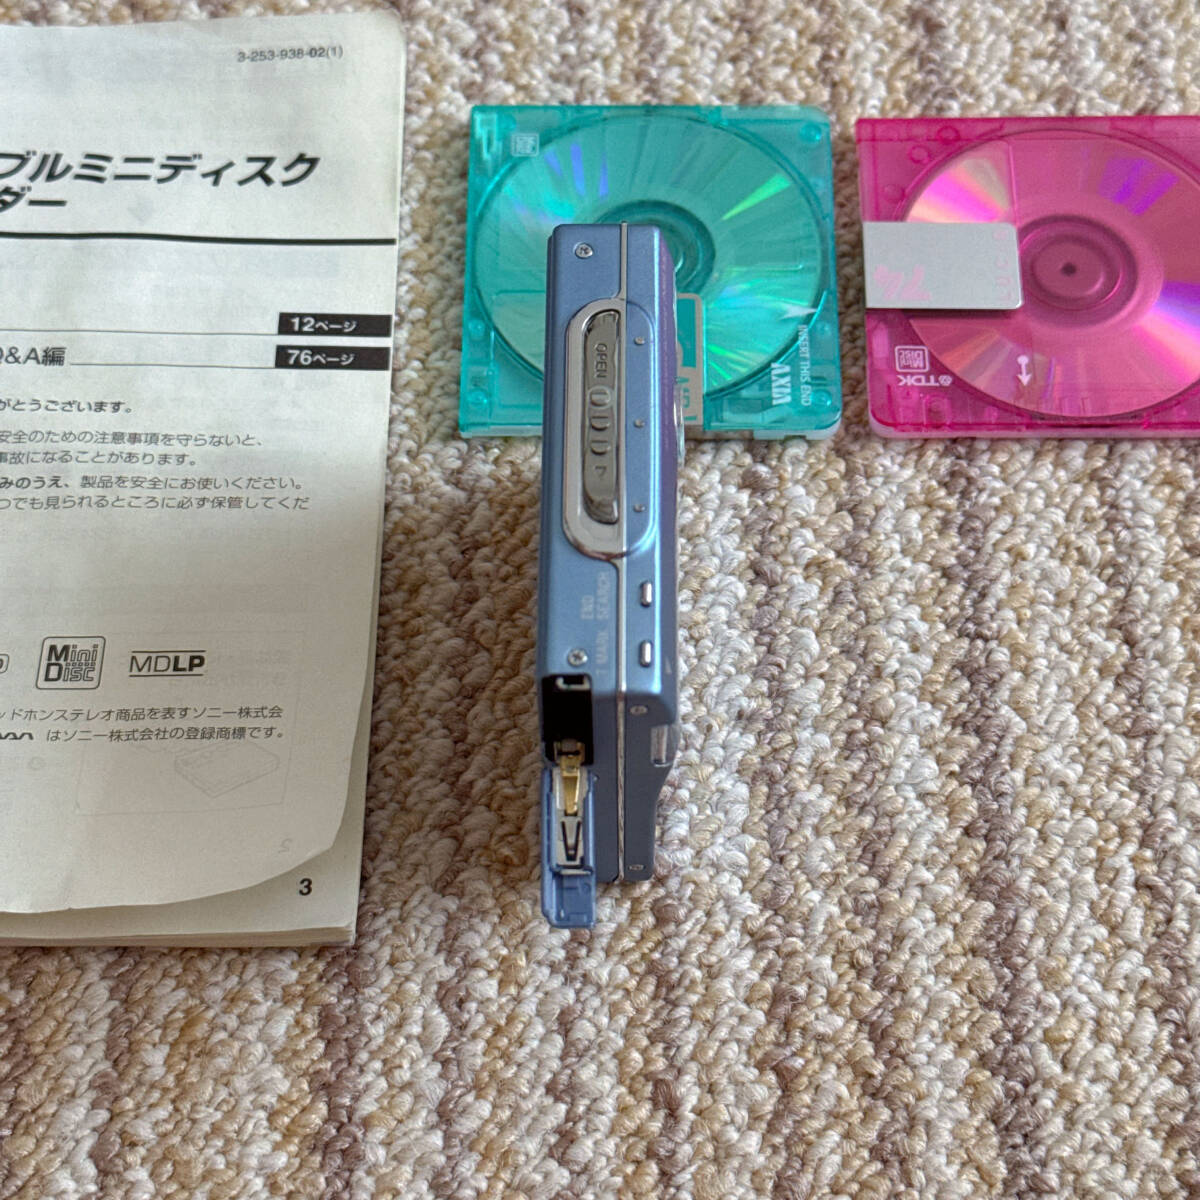 3-253-938-02(1)
ブルミニディスク
ダー
12ページ
Q&A編
76ページ
がとうございます。
安全のための注意事項を守らないと、
事故になることがあります。
みのうえ、製品を安全にお使いください。
つでも見られるところに必ず保管してくだ
Mini
Disc
MDLP
ッドホンステレオ商品を表すソニー株式会
はソニー株式会社の登録商標です。
3
INSERT THIS END
AXIA
OPEN
END
SEARCH
T MARK
74
Mini
Disc
TDK